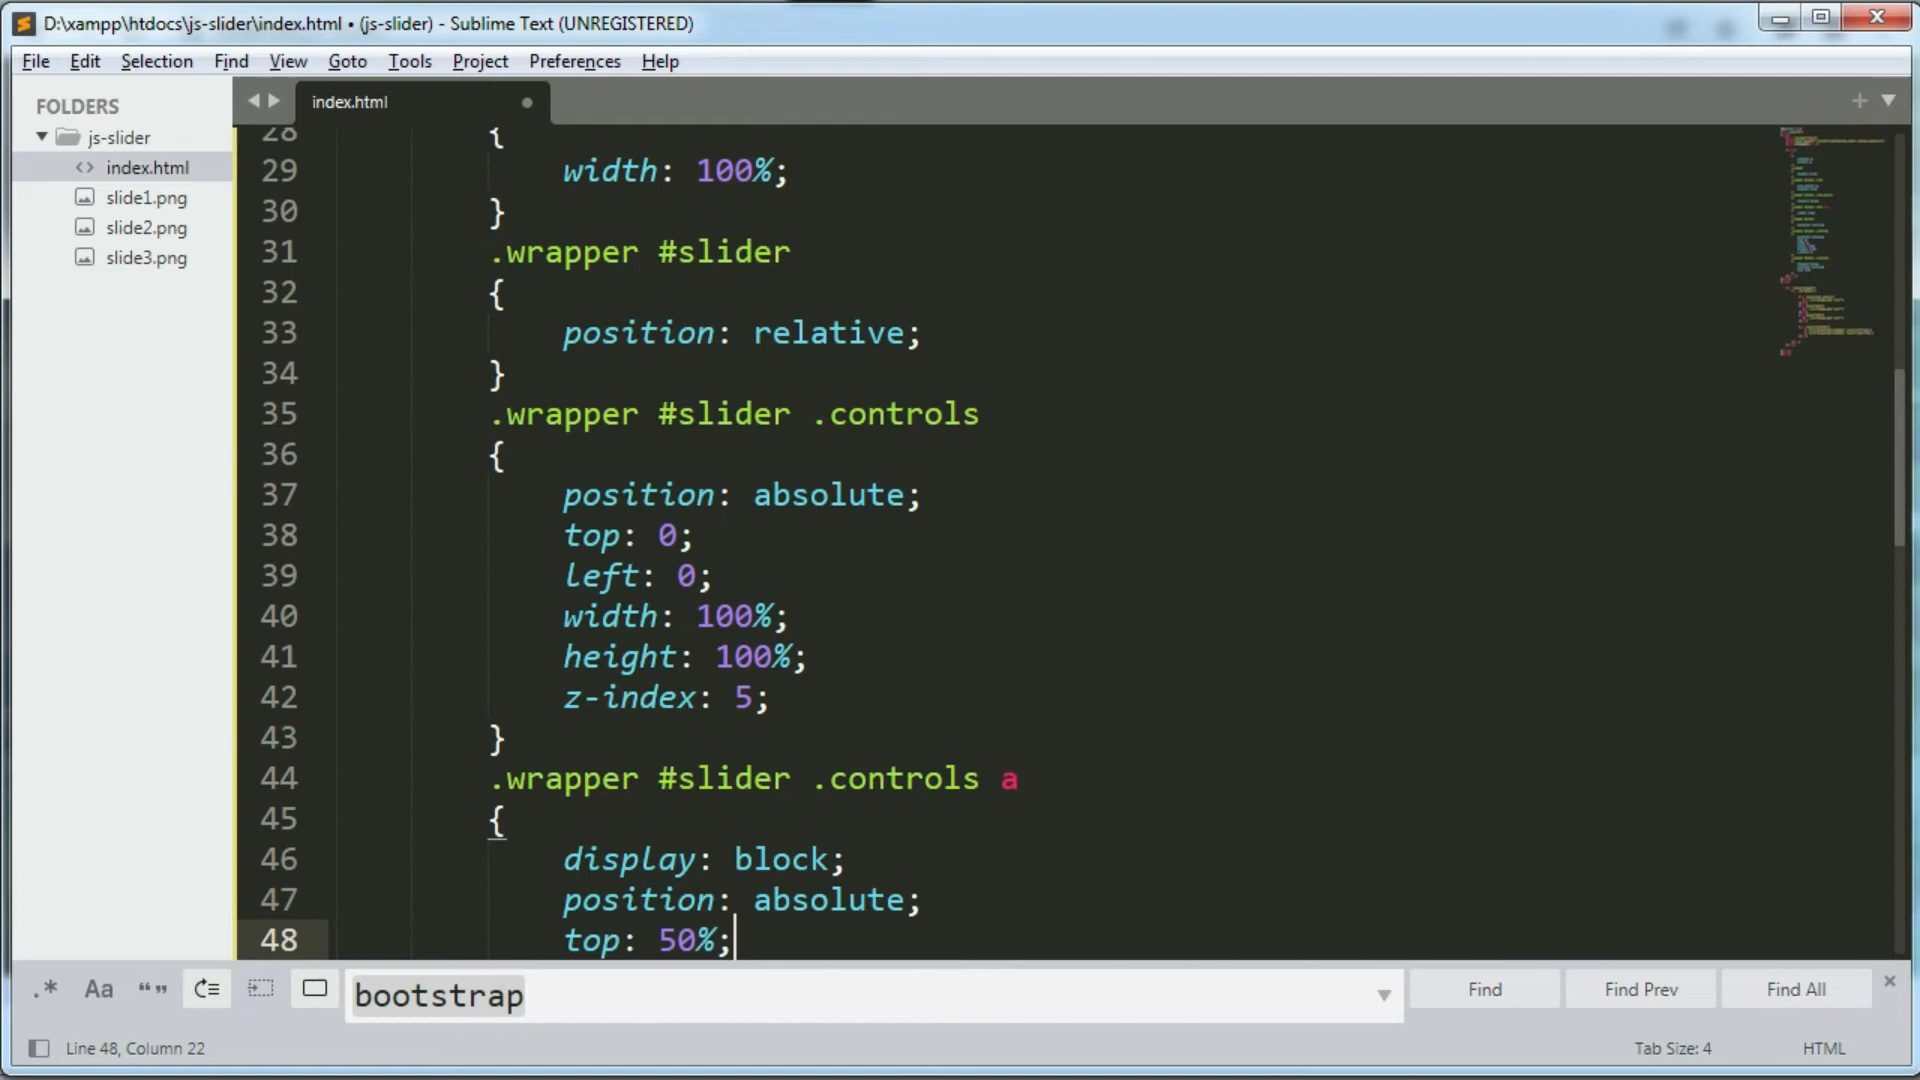 D:\xampp\htdocs\js-slider\index.html • (js-slider) - Sublime Text (UNREGISTERED)
File Edit Selection Find View Goto Tools Project Preferences Help
FOLDERS
js-slider
index.html
slide1.png
slide2.png
slide3.png
index.html
28 {
29 width: 100%;
30 }
31 .wrapper #slider
32 {
33 position: relative;
34 }
35 .wrapper #slider .controls
36 {
37 position: absolute;
38 top: 0;
39 left: 0;
40 width: 100%;
41 height: 100%;
42 z-index: 5;
43 }
44 .wrapper #slider .controls a
45 {
46 display: block;
47 position: absolute;
48 top: 50%;
.* Aa “” bootstrap Find Find Prev Find All
Line 48, Column 22 Tab Size: 4 HTML